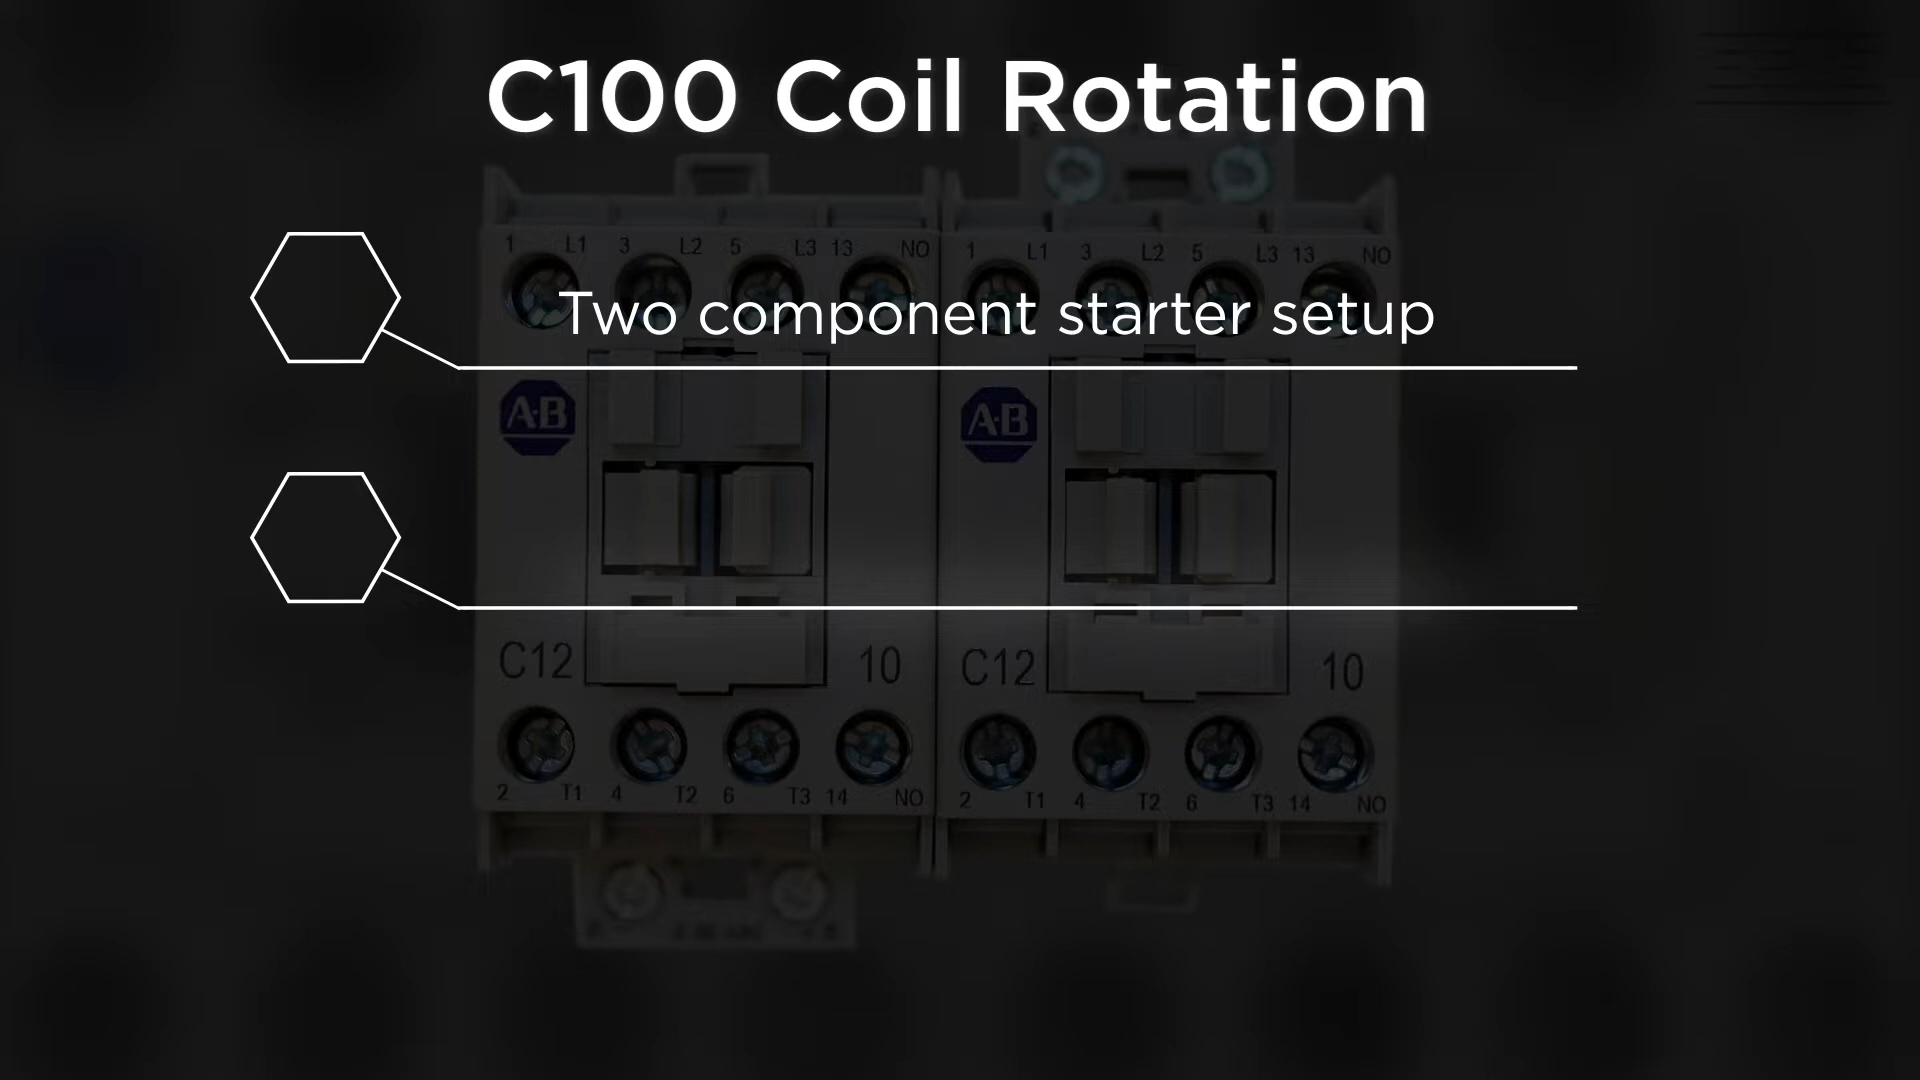 C100 Coil Rotation
1 L1 3 L2 5 L3 13 NO
1 L1 3 L2 5 L3 13 NO
Two component starter setup
A-B
A-B
C12 10
C12 10
2 T1 4 T2 6 T3 14 NO
2 T1 4 T2 6 T3 14 NO